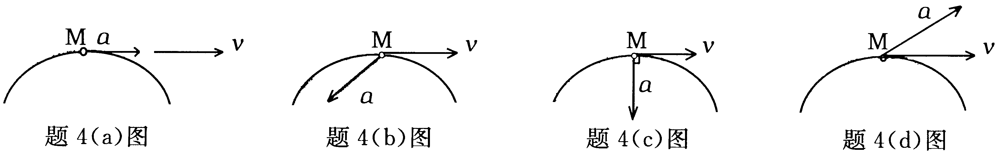 M a v
M v a
M v a
a M v
题 4(a)图
题 4(b)图
题 4(c)图
题 4(d)图